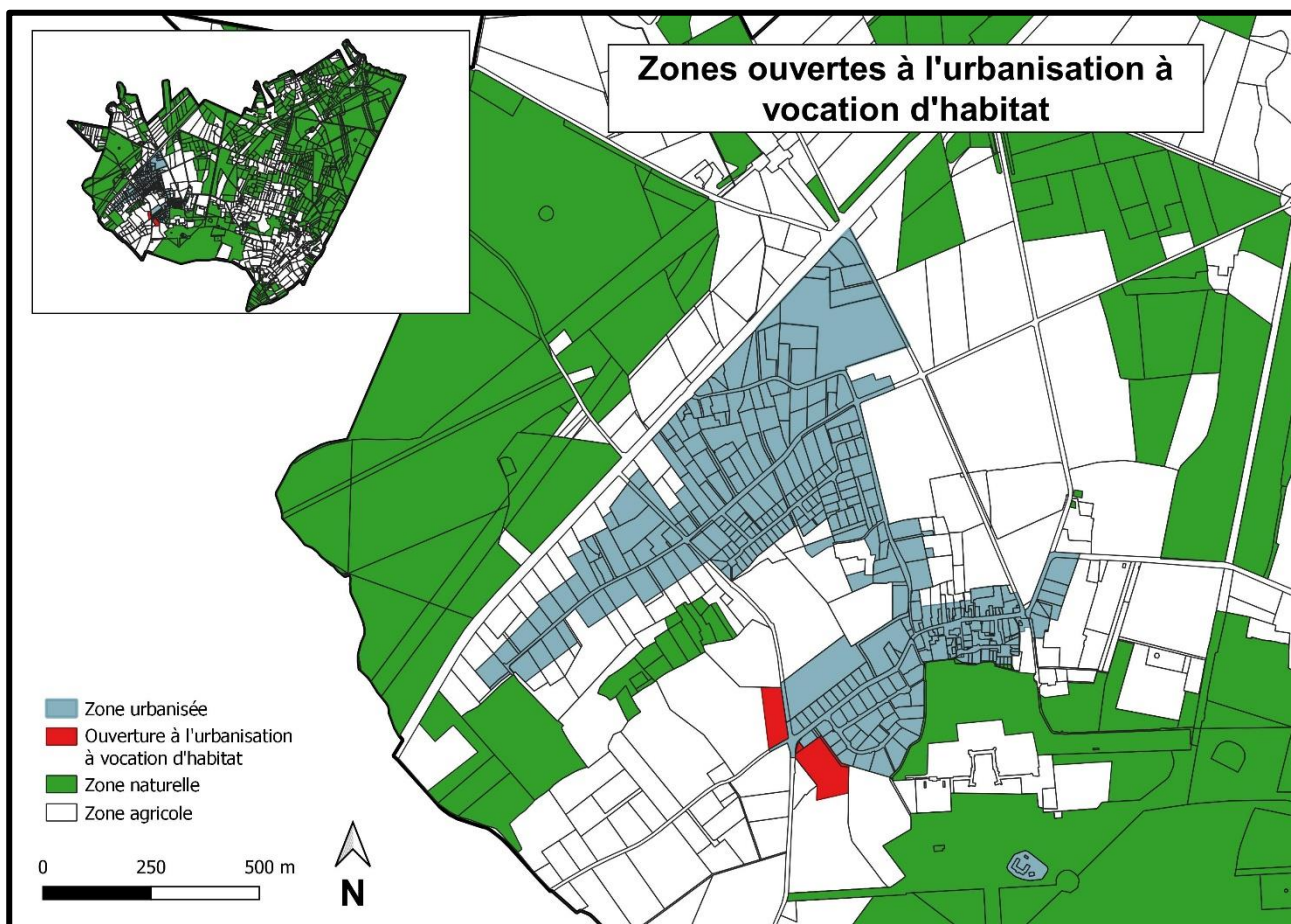 Zones ouvertes à l'urbanisation à
vocation d'habitat
Zone urbanisée
Ouverture à l'urbanisation
à vocation d'habitat
Zone naturelle
Zone agricole
0 250 500 m
N